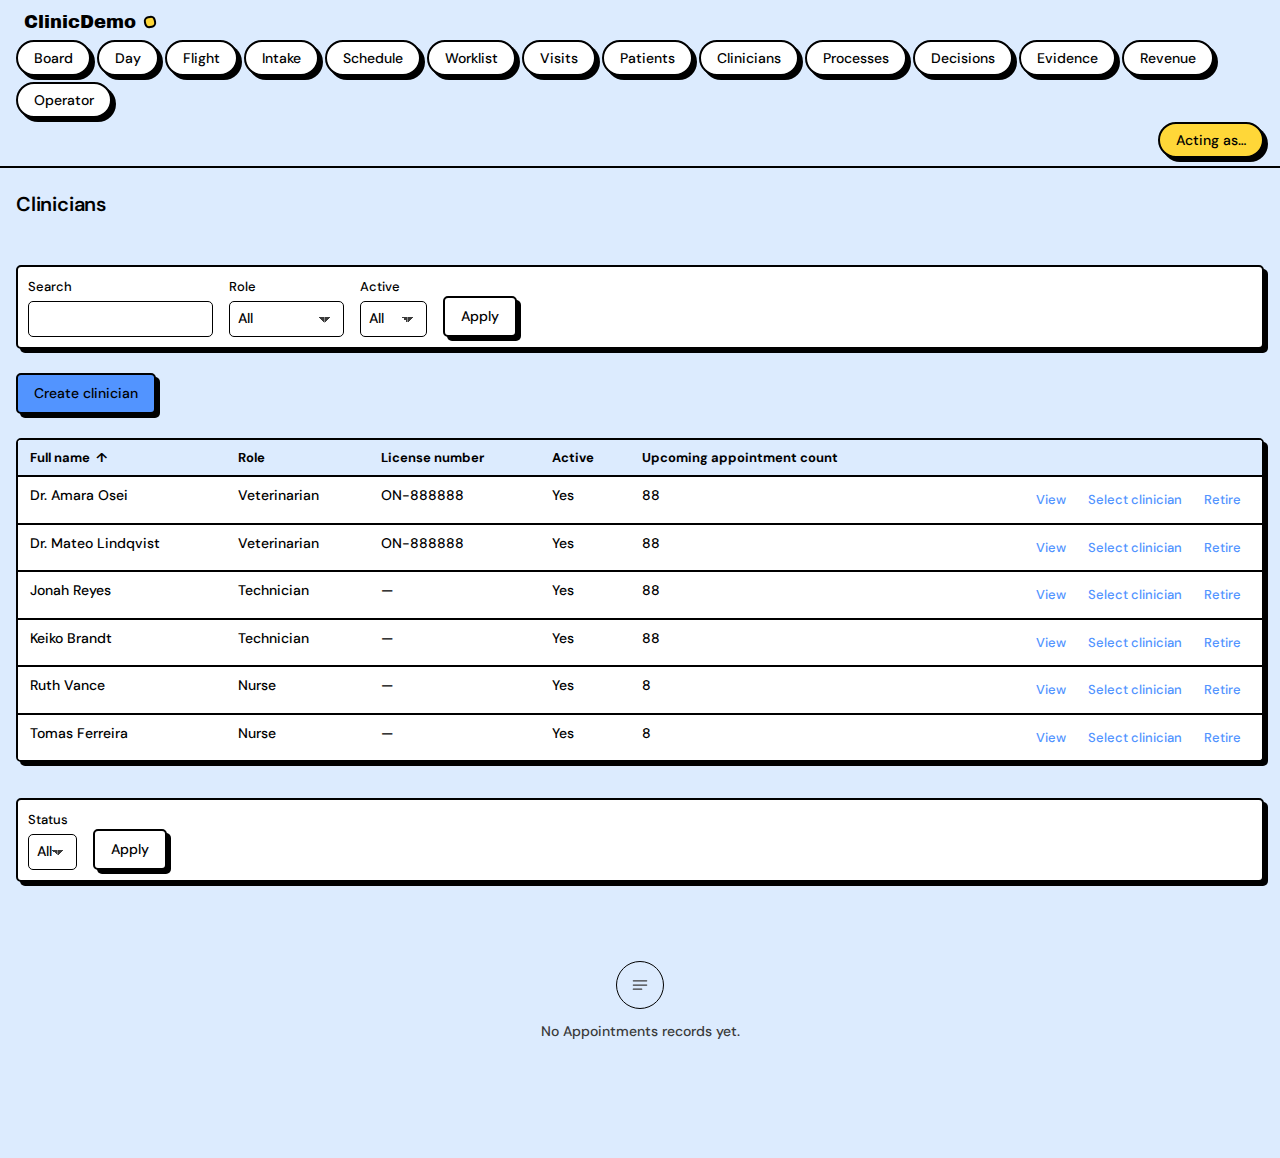 ClinicDemo
Board Day Flight Intake Schedule Worklist Visits Patients Clinicians Processes Decisions Evidence Revenue
Operator
Acting as…
Clinicians
Search Role Active
All All Apply
Create clinician
Full name ↑ Role License number Active Upcoming appointment count
Dr. Amara Osei Veterinarian ON-888888 Yes 88 View Select clinician Retire
Dr. Mateo Lindqvist Veterinarian ON-888888 Yes 88 View Select clinician Retire
Jonah Reyes Technician — Yes 88 View Select clinician Retire
Keiko Brandt Technician — Yes 88 View Select clinician Retire
Ruth Vance Nurse — Yes 8 View Select clinician Retire
Tomas Ferreira Nurse — Yes 8 View Select clinician Retire
Status
All Apply
No Appointments records yet.